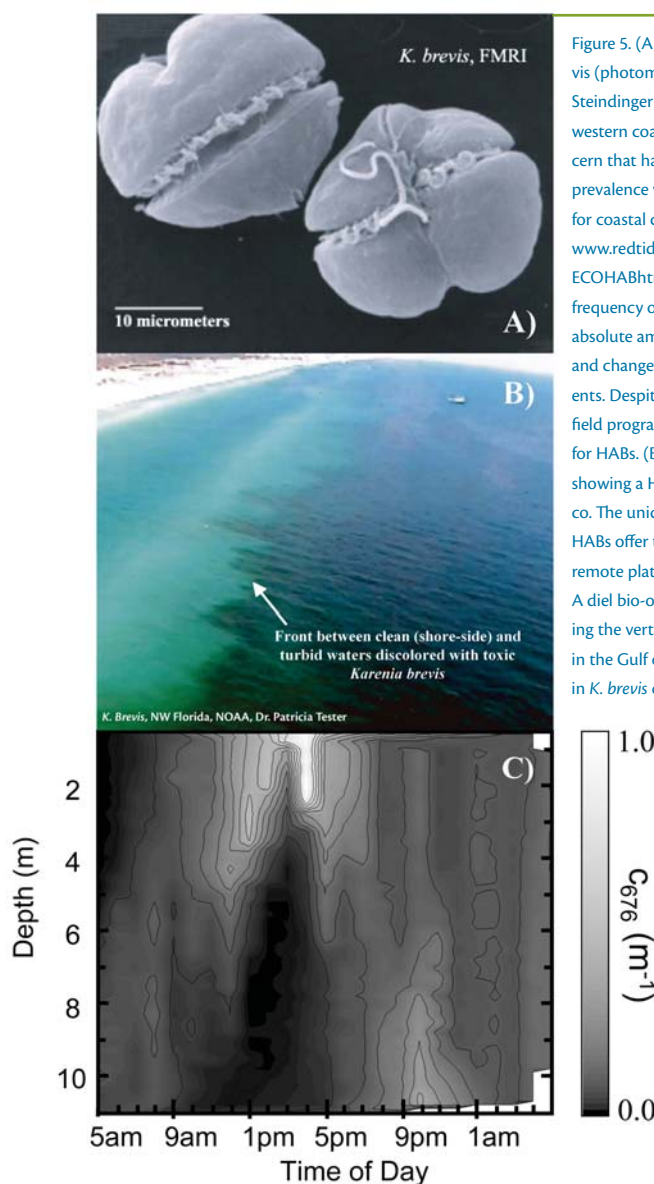 K. brevis, FMRI
10 micrometers
A)
B)
Front between clean (shore-side) and
turbid waters discolored with toxic
Karenia brevis
K. Brevis, NW Florida, NOAA, Dr. Patricia Tester
C)
2
4
6
8
10
Depth (m)
5am 9am 1pm 5pm 9pm 1am
Time of Day
1.0
0.0
c676 (m-1)
Figure 5. (A
vis (photom
Steindinger
western coa
cern that ha
prevalence
for coastal c
www.redtid
ECOHABht
frequency o
absolute am
and change
ents. Despit
field progra
for HABs. (B
showing a H
co. The uniq
HABs offer t
remote plat
A diel bio-o
ing the vert
in the Gulf
in K. brevis